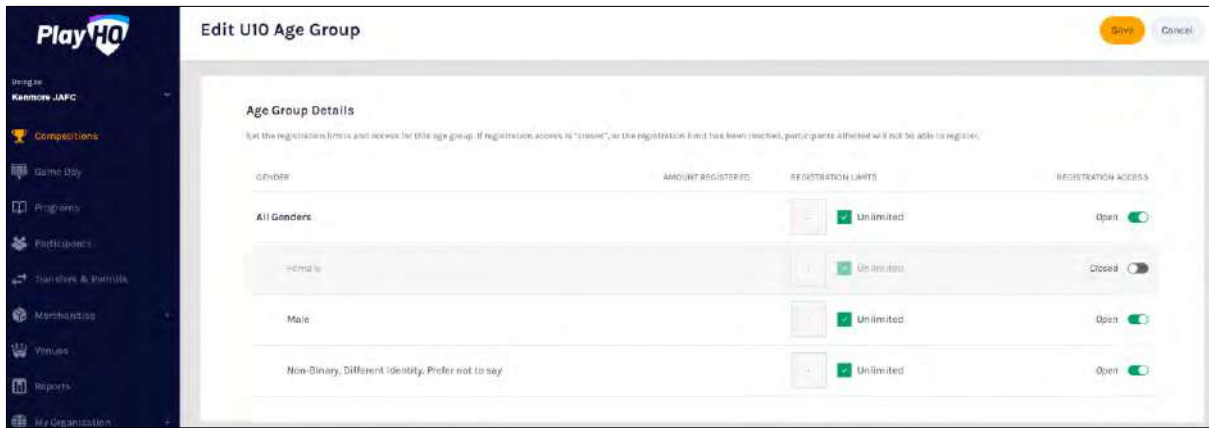 PlayHQ
Edit U10 Age Group
Save
Cancel
Doing as
Kenmore JAFC
Competitions
Game Day
Programs
Participants
Transfers & Permits
Merchandise
Venues
Reports
My Organization
Age Group Details
Set the registration limits and access for this age group. If registration access is "closed", or the registration limit has been reached, participants affected will not be able to register.
GENDER AMOUNT REGISTERED REGISTRATION LIMITS REGISTRATION ACCESS
All Genders Unlimited Open
Female Unlimited Closed
Male Unlimited Open
Non-Binary, Different Identity, Prefer not to say Unlimited Open